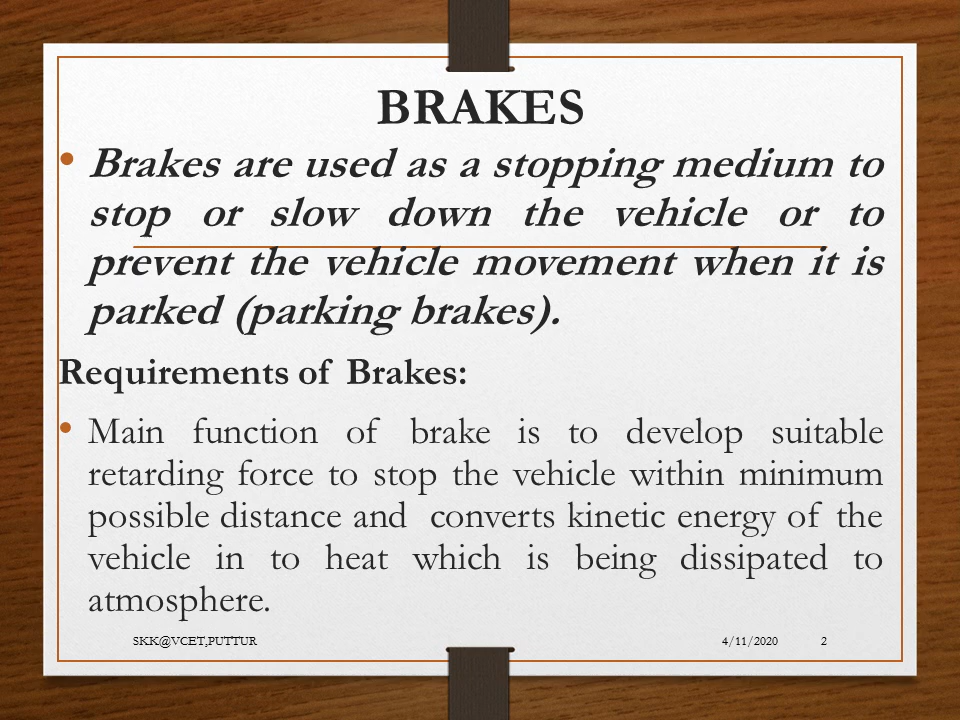 BRAKES
• Brakes are used as a stopping medium to
stop or slow down the vehicle or to
prevent the vehicle movement when it is
parked (parking brakes).
Requirements of Brakes:
• Main function of brake is to develop suitable
retarding force to stop the vehicle within minimum
possible distance and converts kinetic energy of the
vehicle in to heat which is being dissipated to
atmosphere.
SKK@VCET,PUTTUR 4/11/2020 2